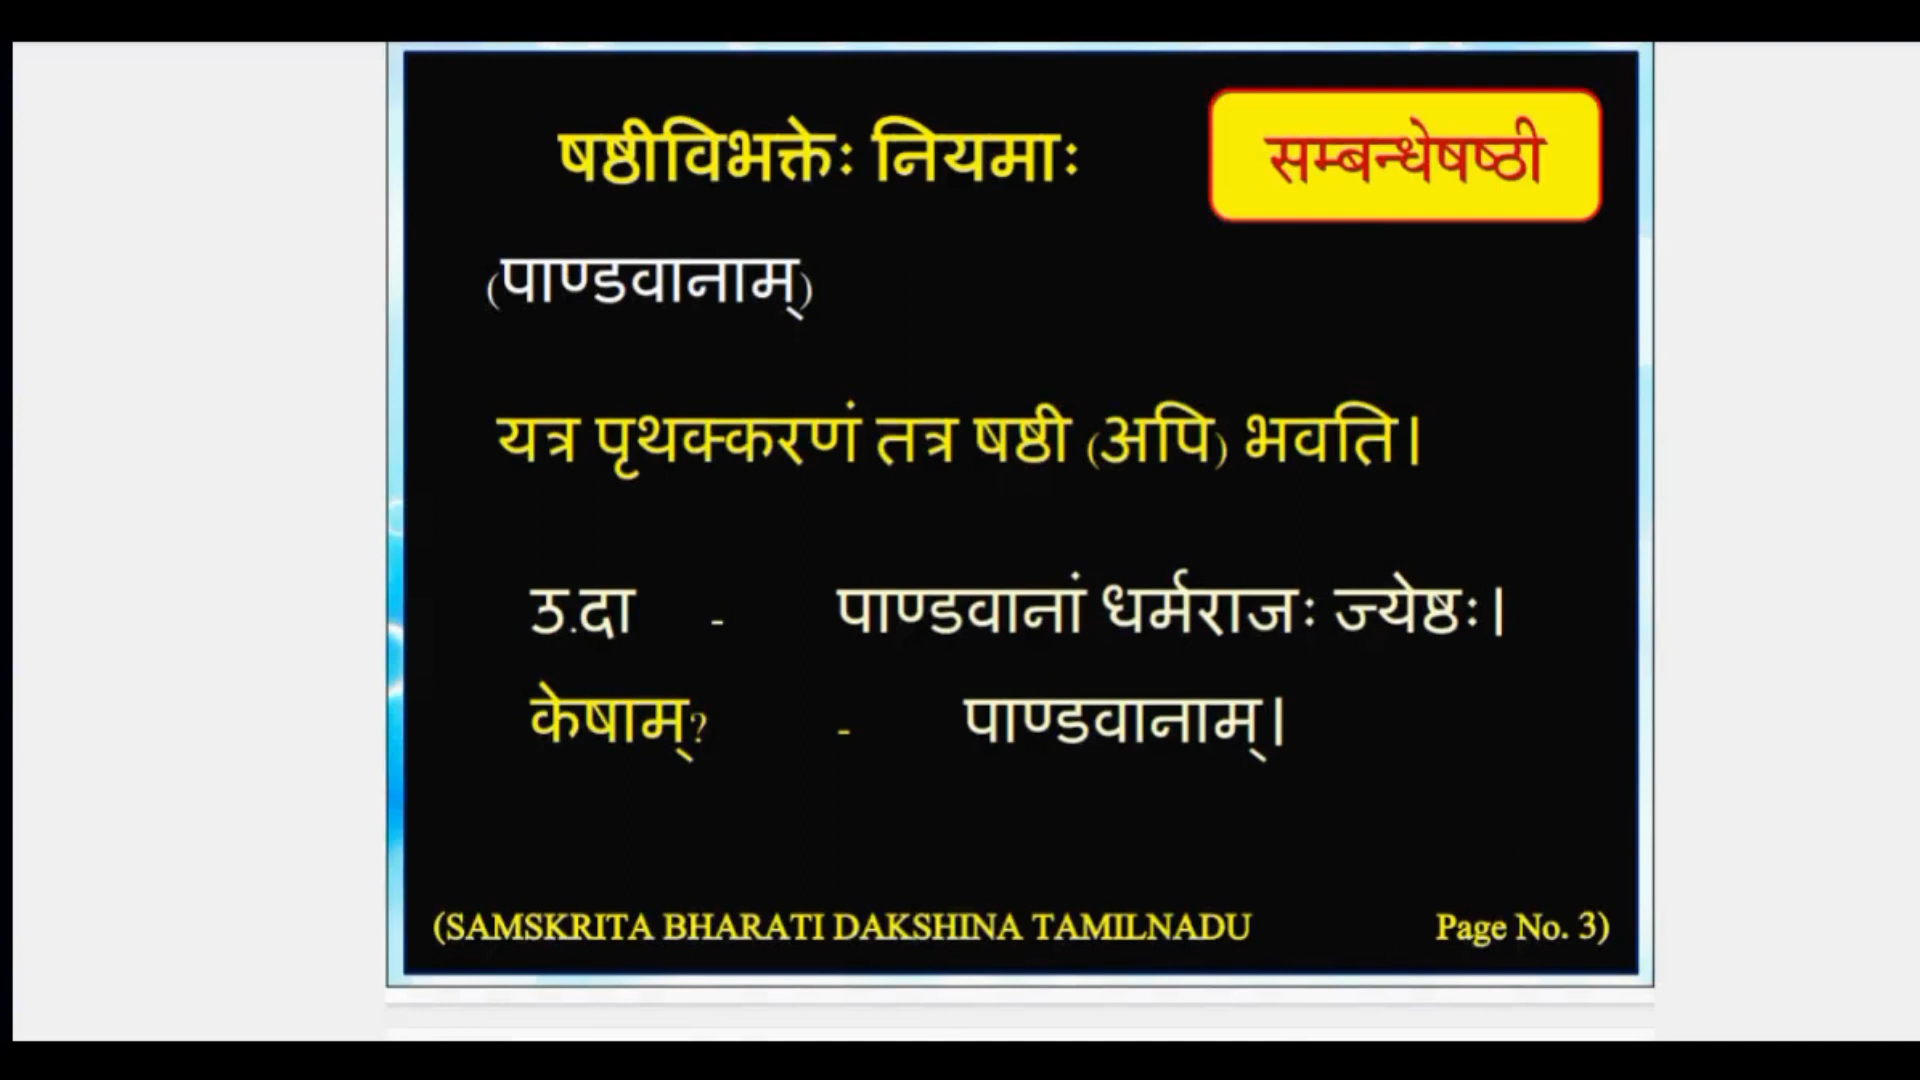 षष्ठीविभक्तेः नियमाः
सम्बन्धेषष्ठी
(पाण्डवानाम्)
यत्र पृथक्करणं तत्र षष्ठी (अपि) भवति।
उ.दा - पाण्डवानां धर्मराजः ज्येष्ठः।
केषाम्? - पाण्डवानाम्।
(SAMSKRITA BHARATI DAKSHINA TAMILNADU Page No. 3)